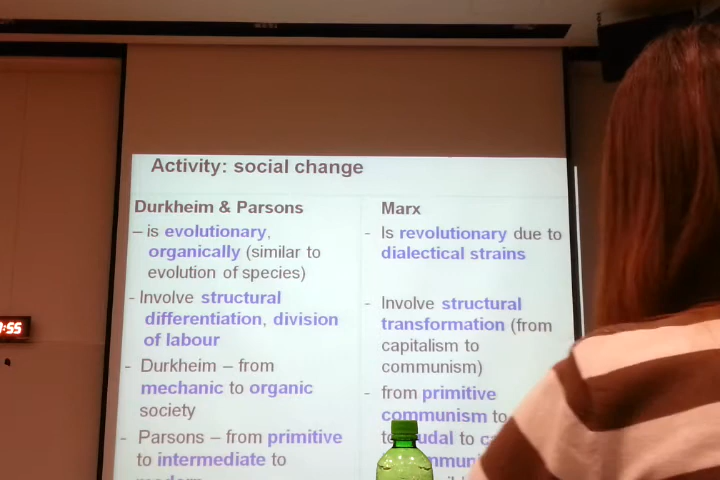 Activity: social change
Durkheim & Parsons
– is evolutionary,
organically (similar to
evolution of species)
- Involve structural
differentiation, division
of labour
- Durkheim – from
mechanic to organic
society
- Parsons – from primitive
to intermediate to
Marx
- Is revolutionary due to
dialectical strains
- Involve structural
transformation (from
capitalism to
communism)
- from primitive
communism to
to
:55